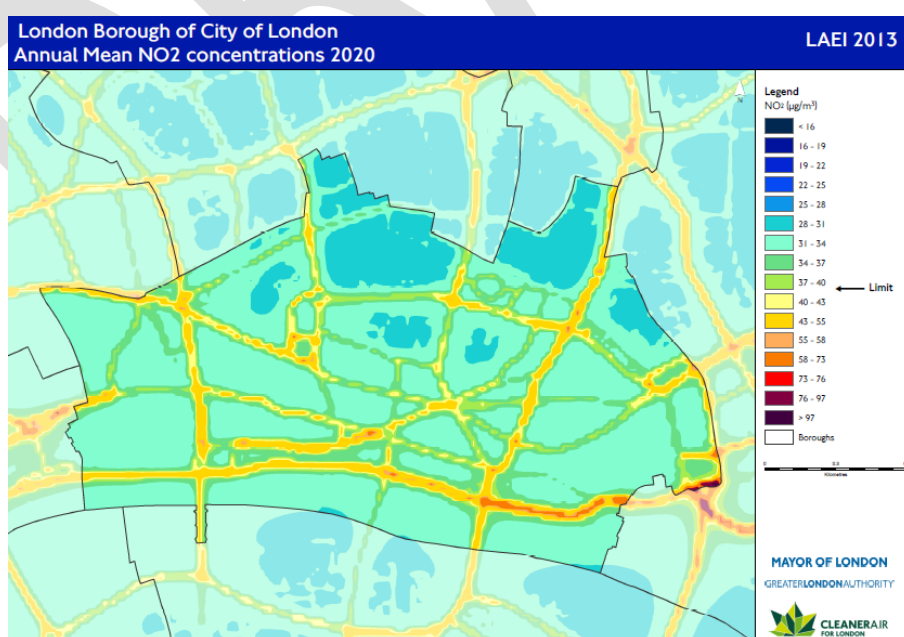 London Borough of City of London
Annual Mean NO2 concentrations 2020
LAEI 2013
N
Legend
NO2 (µg/m³)
< 16
16 - 19
19 - 22
22 - 25
25 - 28
28 - 31
31 - 34
34 - 37
37 - 40
Limit
40 - 43
43 - 55
55 - 58
58 - 73
73 - 76
76 - 97
> 97
Boroughs
Kilometres
MAYOR OF LONDON
GREATERLONDONAUTHORITY
CLEANERAIR
FOR LONDON